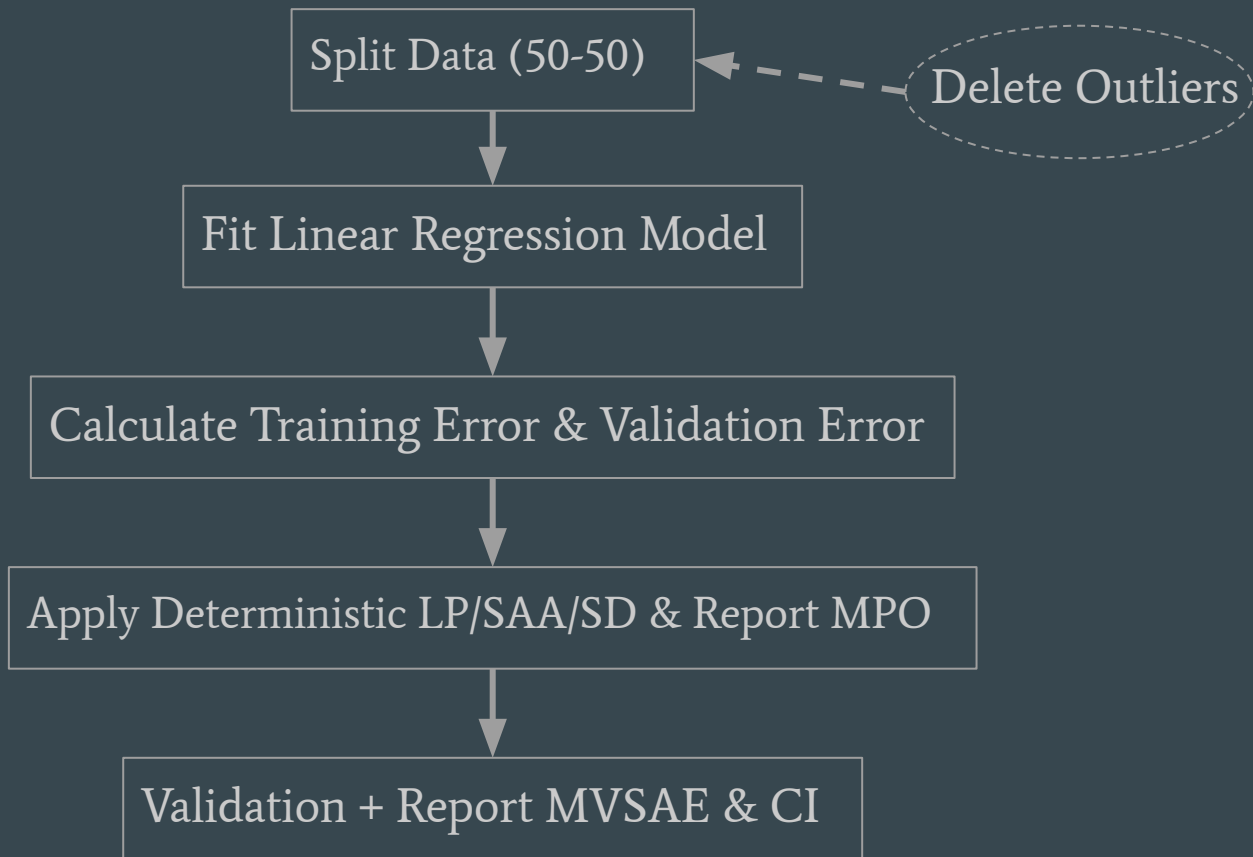 Split Data (50-50)
Delete Outliers
Fit Linear Regression Model
Calculate Training Error & Validation Error
Apply Deterministic LP/SAA/SD & Report MPO
Validation + Report MVSAE & CI